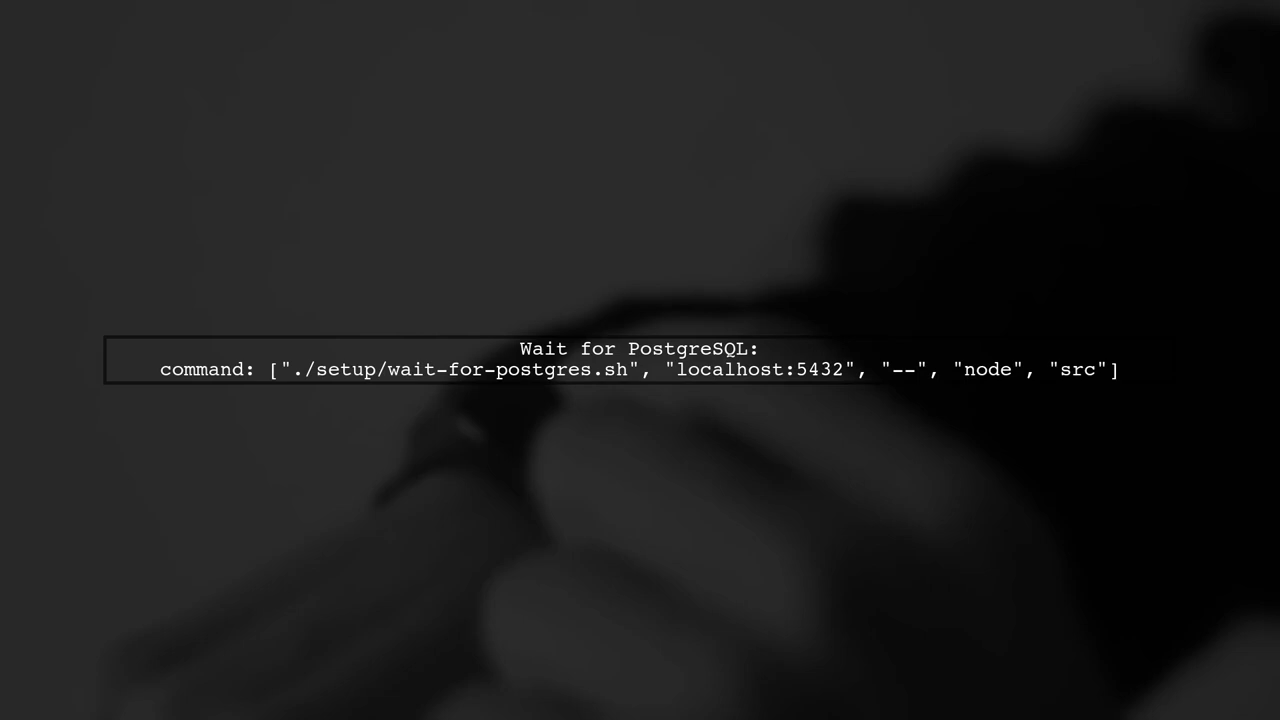 Wait for PostgreSQL:
command: ["./setup/wait-for-postgres.sh", "localhost:5432", "--", "node", "src"]